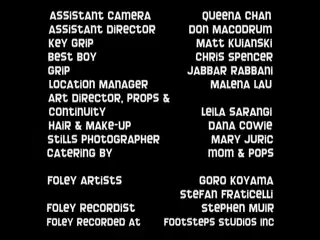 Assistant Camera Queena Chan
Assistant Director Don Macdrum
Key Grip Matt Kuianski
Best Boy Chris Spencer
Grip Jabbar Rabbani
Location Manager Malena Lau
Art Director, Props &
Continuity Leila Sarangi
Hair & Make-up Dana Cowie
Stills Photographer Mary Juric
Catering by Mom & Pops
Foley Artists Goro Koyama
Stefan Fraticelli
Foley Recordist Stephen Muir
Foley Recorded at Footsteps Studios Inc